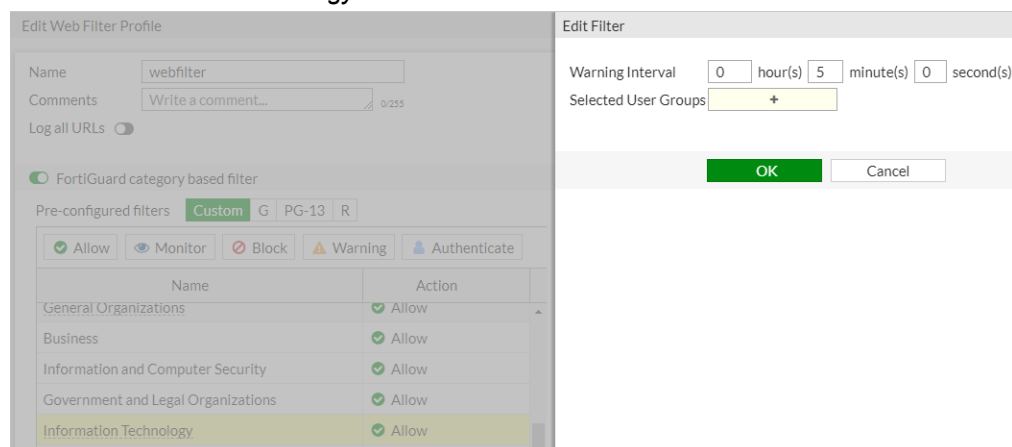 Edit Web Filter Profile
Name webfilter
Comments Write a comment... 0/255
Log all URLs
FortiGuard category based filter
Pre-configured filters Custom G PG-13 R
Allow Monitor Block Warning Authenticate
Name Action
General Organizations Allow
Business Allow
Information and Computer Security Allow
Government and Legal Organizations Allow
Information Technology Allow
Edit Filter
Warning Interval 0 hour(s) 5 minute(s) 0 second(s)
Selected User Groups +
OK Cancel